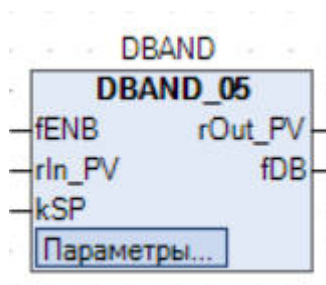 DBAND
DBAND_05
fENB rOut_PV
rIn_PV fDB
kSP
Параметры...